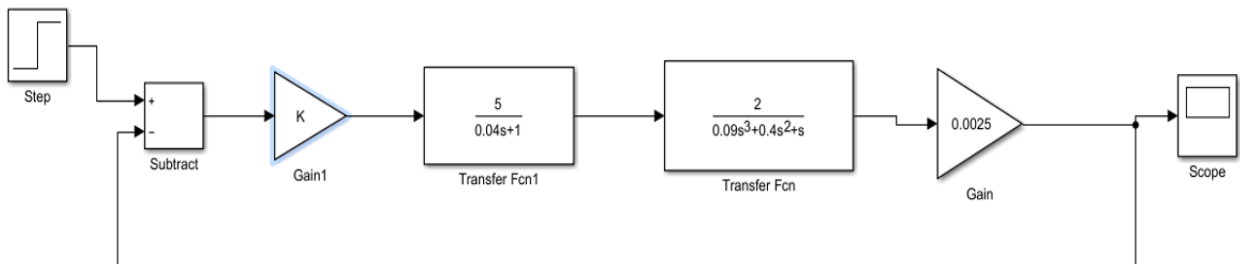 Step
+
−
Subtract
K
Gain1
5
0.04s+1
Transfer Fcn1
2
0.09s³+0.4s²+s
Transfer Fcn
0.0025
Gain
Scope